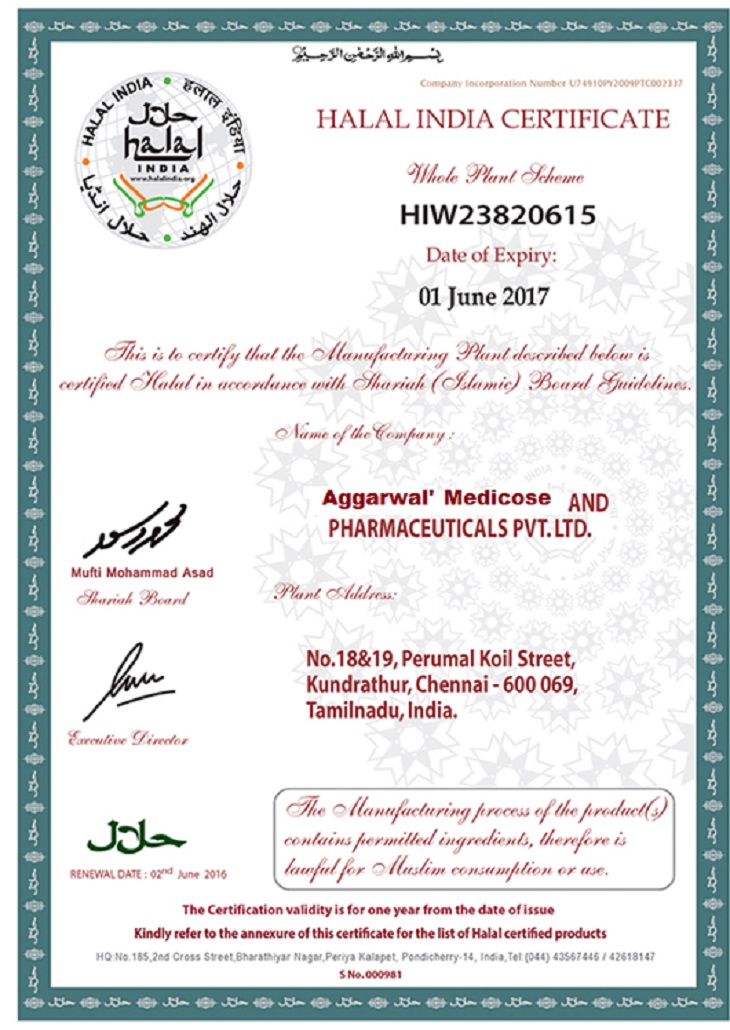 بسم الله الرحمن الرحيم
Company Incorporation Number U74910PY2009PTC002337
HALAL INDIA • हलाल इंडिया
حلال
halal
INDIA
www.halalindia.org
حلال انڈیا • حلال الهند
HALAL INDIA CERTIFICATE
Whole Plant Scheme
HIW23820615
Date of Expiry:
01 June 2017
This is to certify that the Manufacturing Plant described below is
certified Halal in accordance with Shariah (Islamic) Board Guidelines.
Name of the Company :
Aggarwal' Medicose AND
PHARMACEUTICALS PVT. LTD.
Mufti Mohammad Asad
Shariah Board
Plant Address:
No.18&19, Perumal Koil Street,
Kundrathur, Chennai - 600 069,
Tamilnadu, India.
Executive Director
The Manufacturing process of the product(s)
contains permitted ingredients, therefore is
lawful for Muslim consumption or use.
حلال
RENEWAL DATE : 02nd June 2016
The Certification validity is for one year from the date of issue
Kindly refer to the annexure of this certificate for the list of Halal certified products
HQ:No.185,2nd Cross Street,Bharathiyar Nagar,Periya Kalapet, Pondicherry-14, India,Tel:(044) 43567446 / 42618147
S No.000981